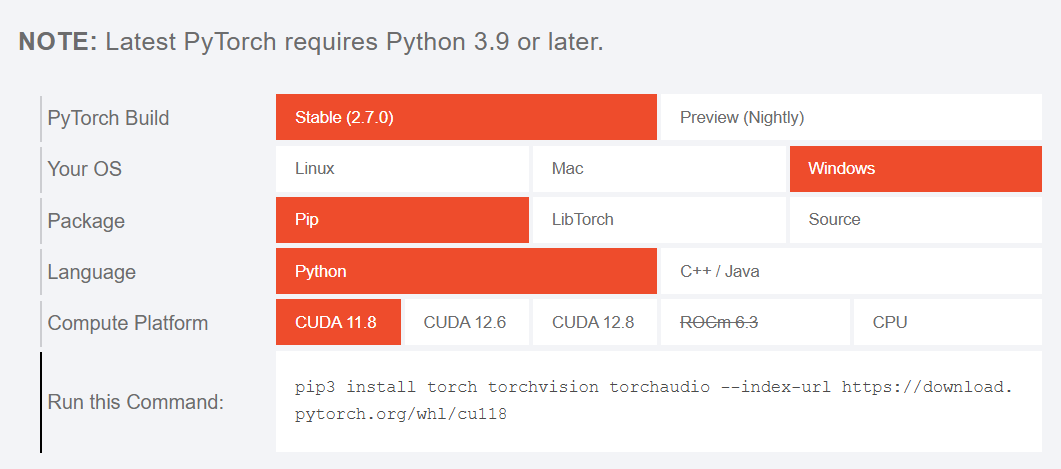 NOTE: Latest PyTorch requires Python 3.9 or later.
PyTorch Build Stable (2.7.0) Preview (Nightly)
Your OS Linux Mac Windows
Package Pip LibTorch Source
Language Python C++ / Java
Compute Platform CUDA 11.8 CUDA 12.6 CUDA 12.8 ROCm 6.3 CPU
Run this Command: pip3 install torch torchvision torchaudio --index-url https://download.
pytorch.org/whl/cu118